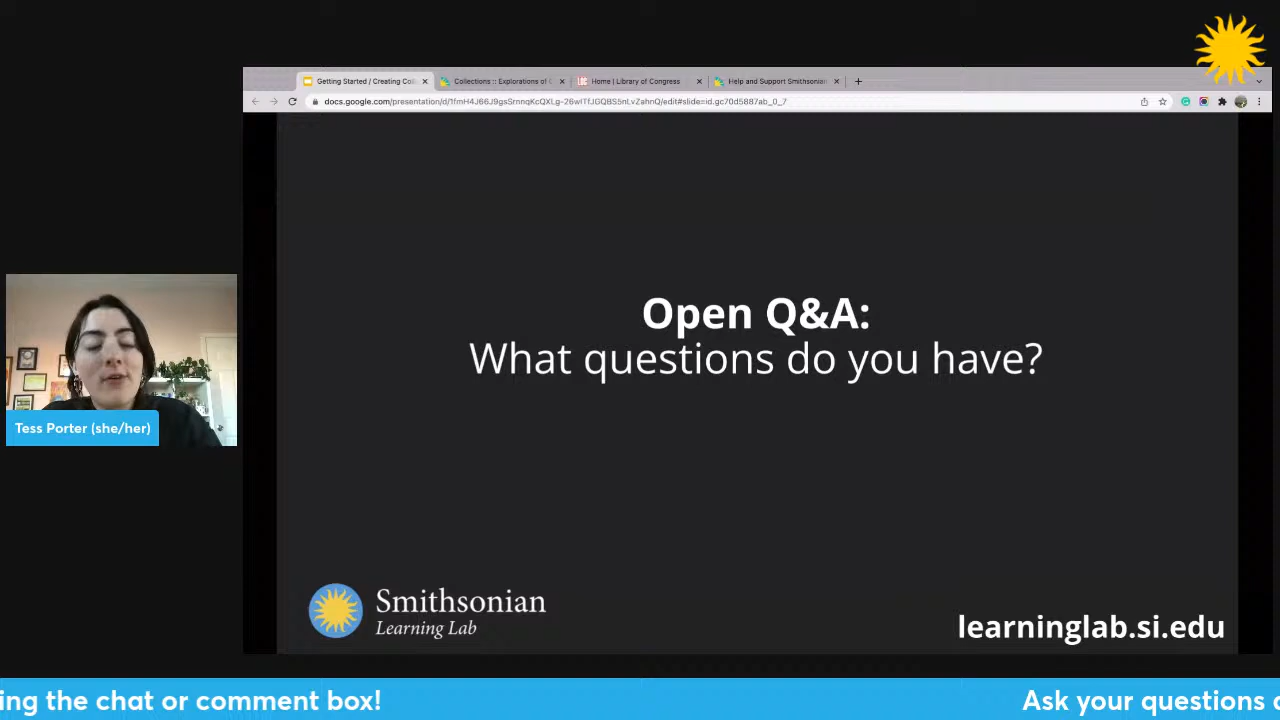 Getting Started / Creating Col
Collections :: Explorations of
Home | Library of Congress
Help and Support Smithsonian
Open Q&A:
What questions do you have?
Tess Porter (she/her)
Smithsonian
Learning Lab
learninglab.si.edu
ing the chat or comment box!
Ask your questions